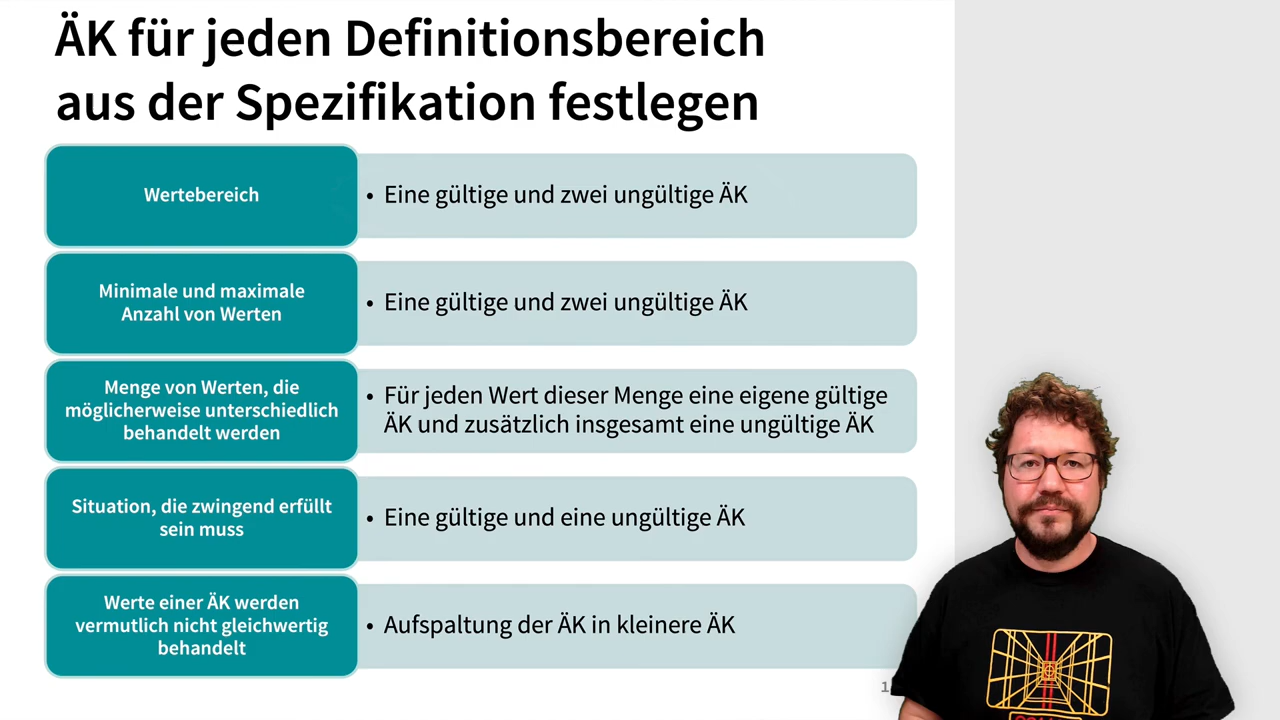 ÄK für jeden Definitionsbereich
aus der Spezifikation festlegen
Wertebereich
• Eine gültige und zwei ungültige ÄK
Minimale und maximale
Anzahl von Werten
• Eine gültige und zwei ungültige ÄK
Menge von Werten, die
möglicherweise unterschiedlich
behandelt werden
• Für jeden Wert dieser Menge eine eigene gültige
ÄK und zusätzlich insgesamt eine ungültige ÄK
Situation, die zwingend erfüllt
sein muss
• Eine gültige und eine ungültige ÄK
Werte einer ÄK werden
vermutlich nicht gleichwertig
behandelt
• Aufspaltung der ÄK in kleinere ÄK